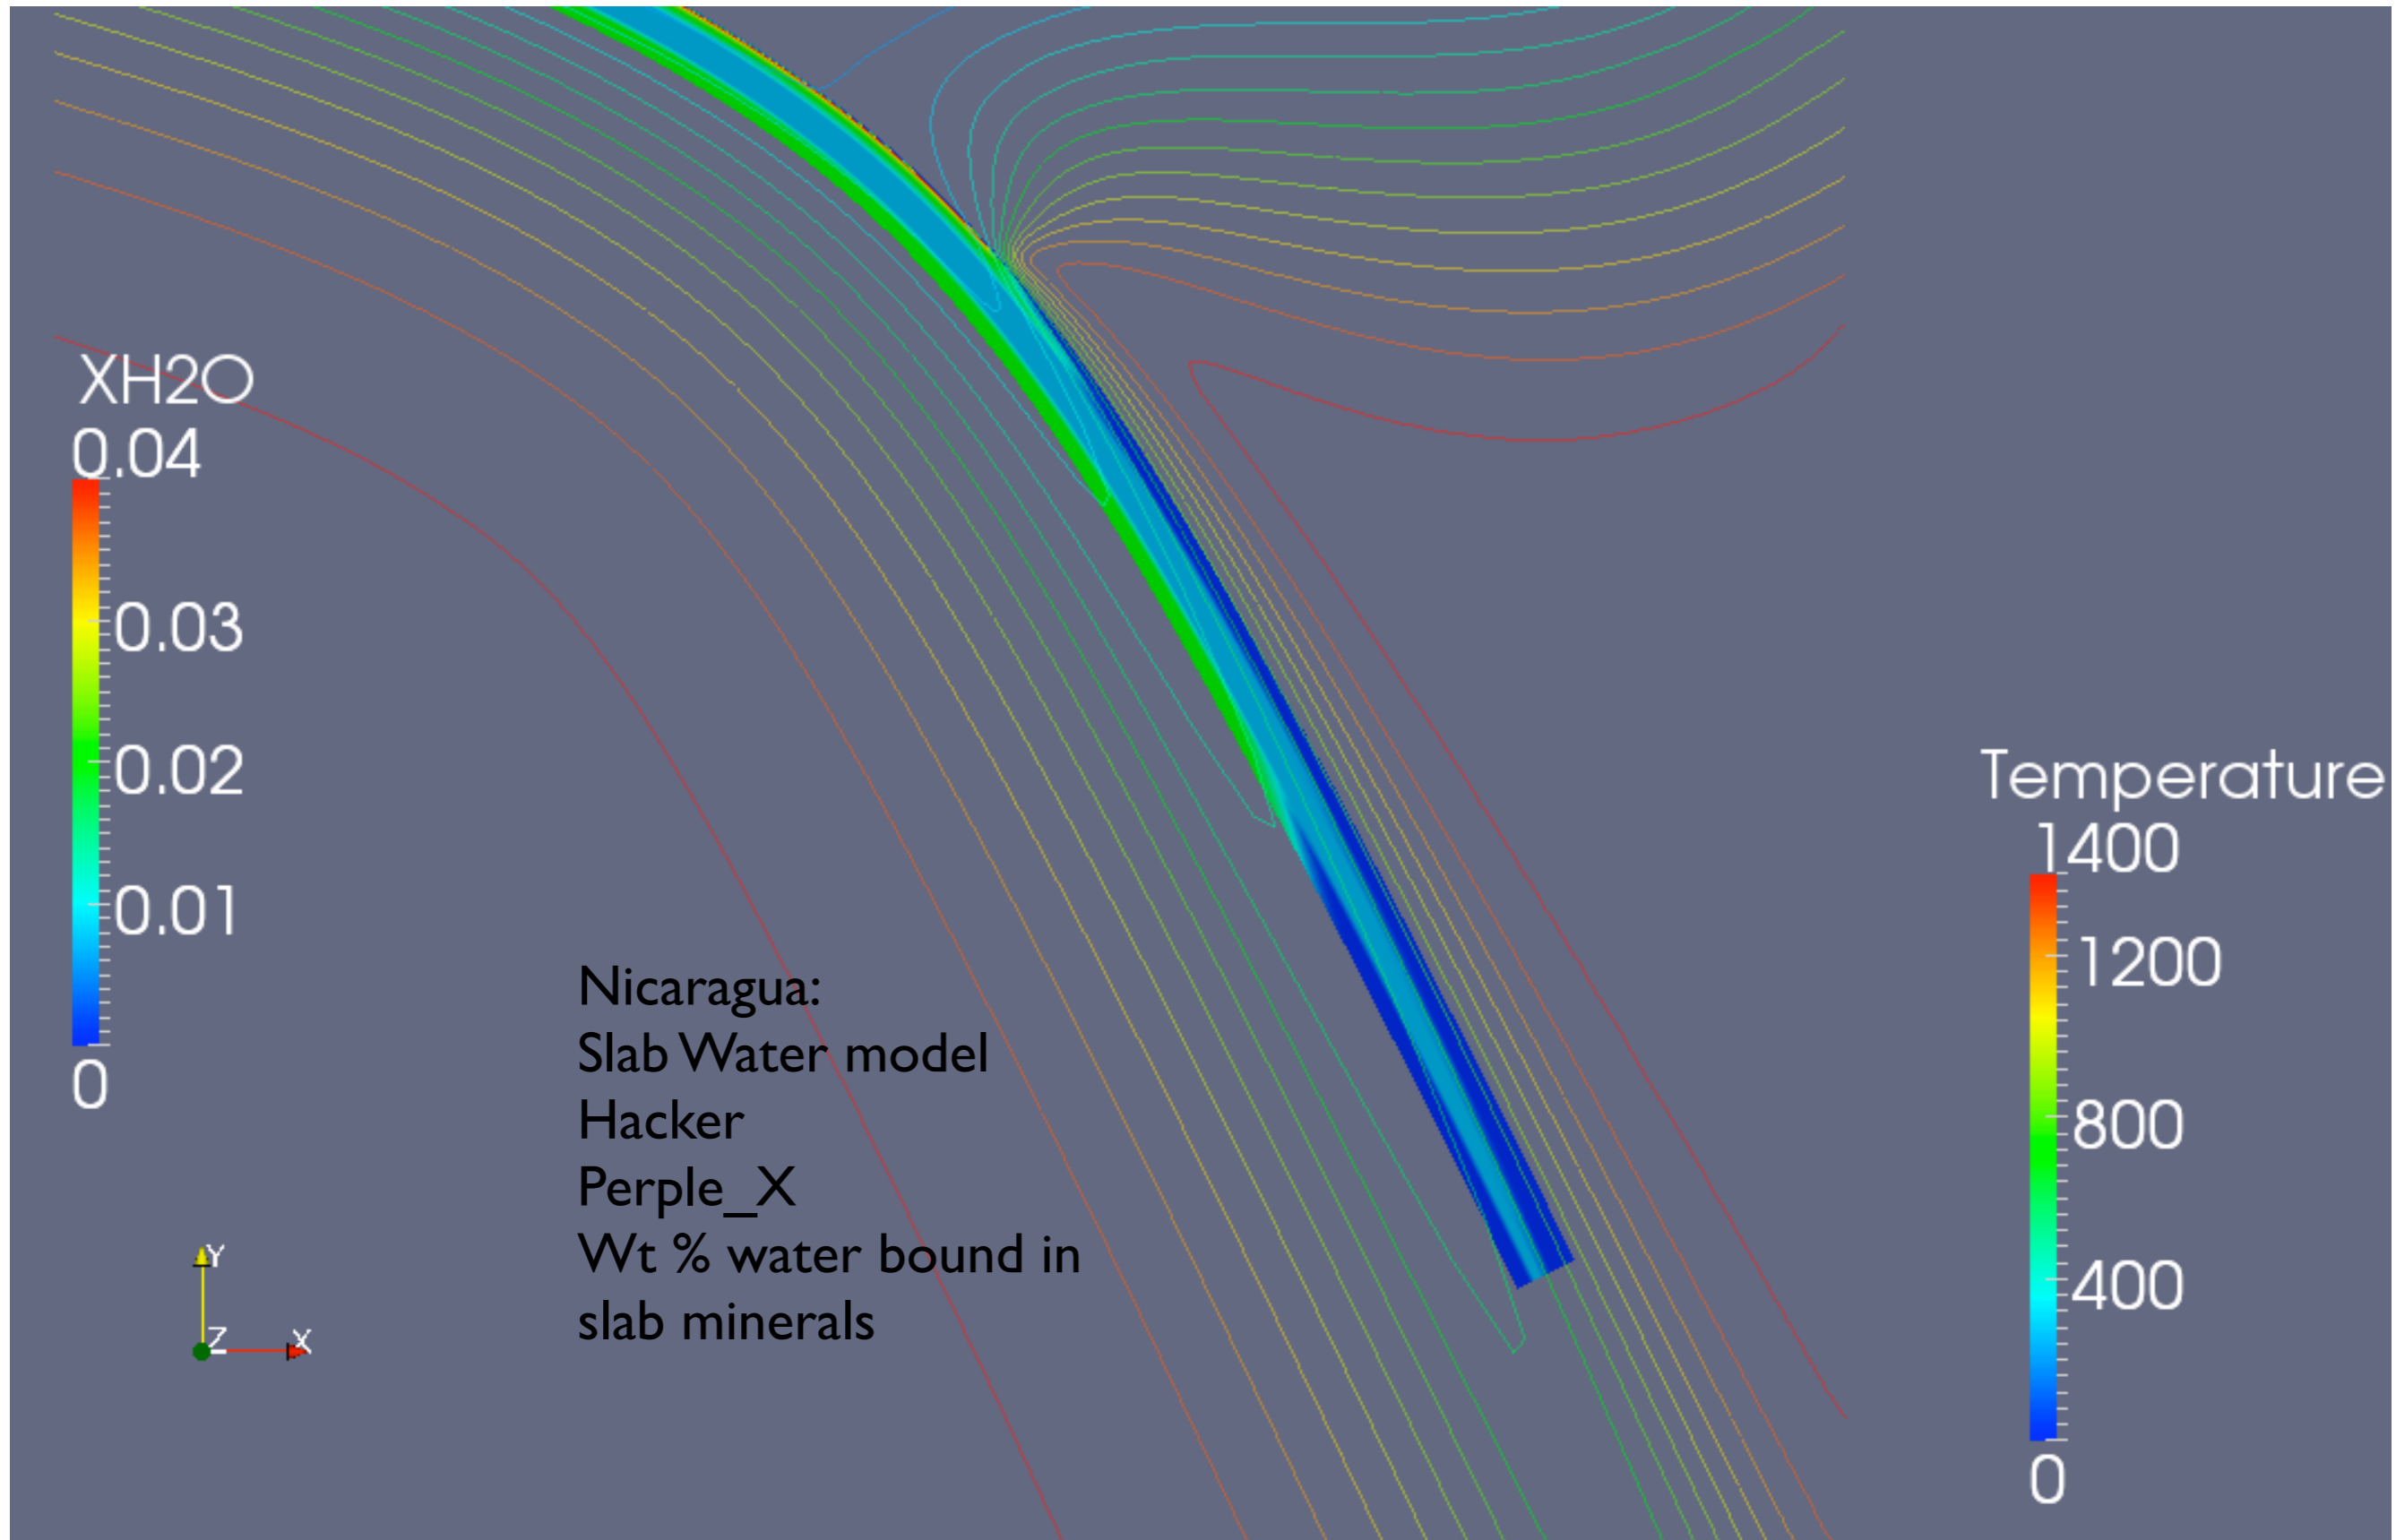 XH2O
0.04
0.03
0.02
0.01
0
Nicaragua:
Slab Water model
Hacker
Perple_X
Wt % water bound in
slab minerals
Y
Z
X
Temperature
1400
1200
800
400
0